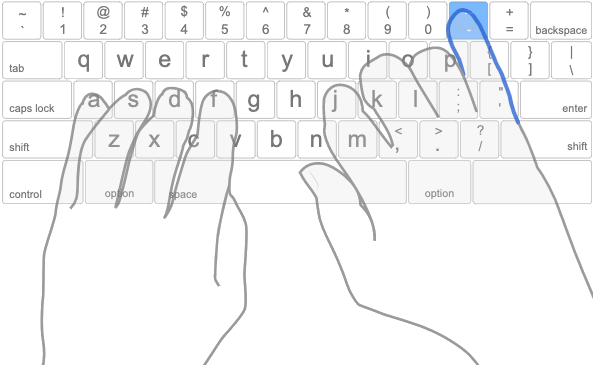 ~ ! @ # $ % ^ & * ( ) +
` 1 2 3 4 5 6 7 8 9 0 - = backspace
tab q w e r t y u i o p { [ } ] | \
caps lock a s d f g h j k l : ; " ' enter
shift z x c v b n m < , > . ? / shift
control option space option